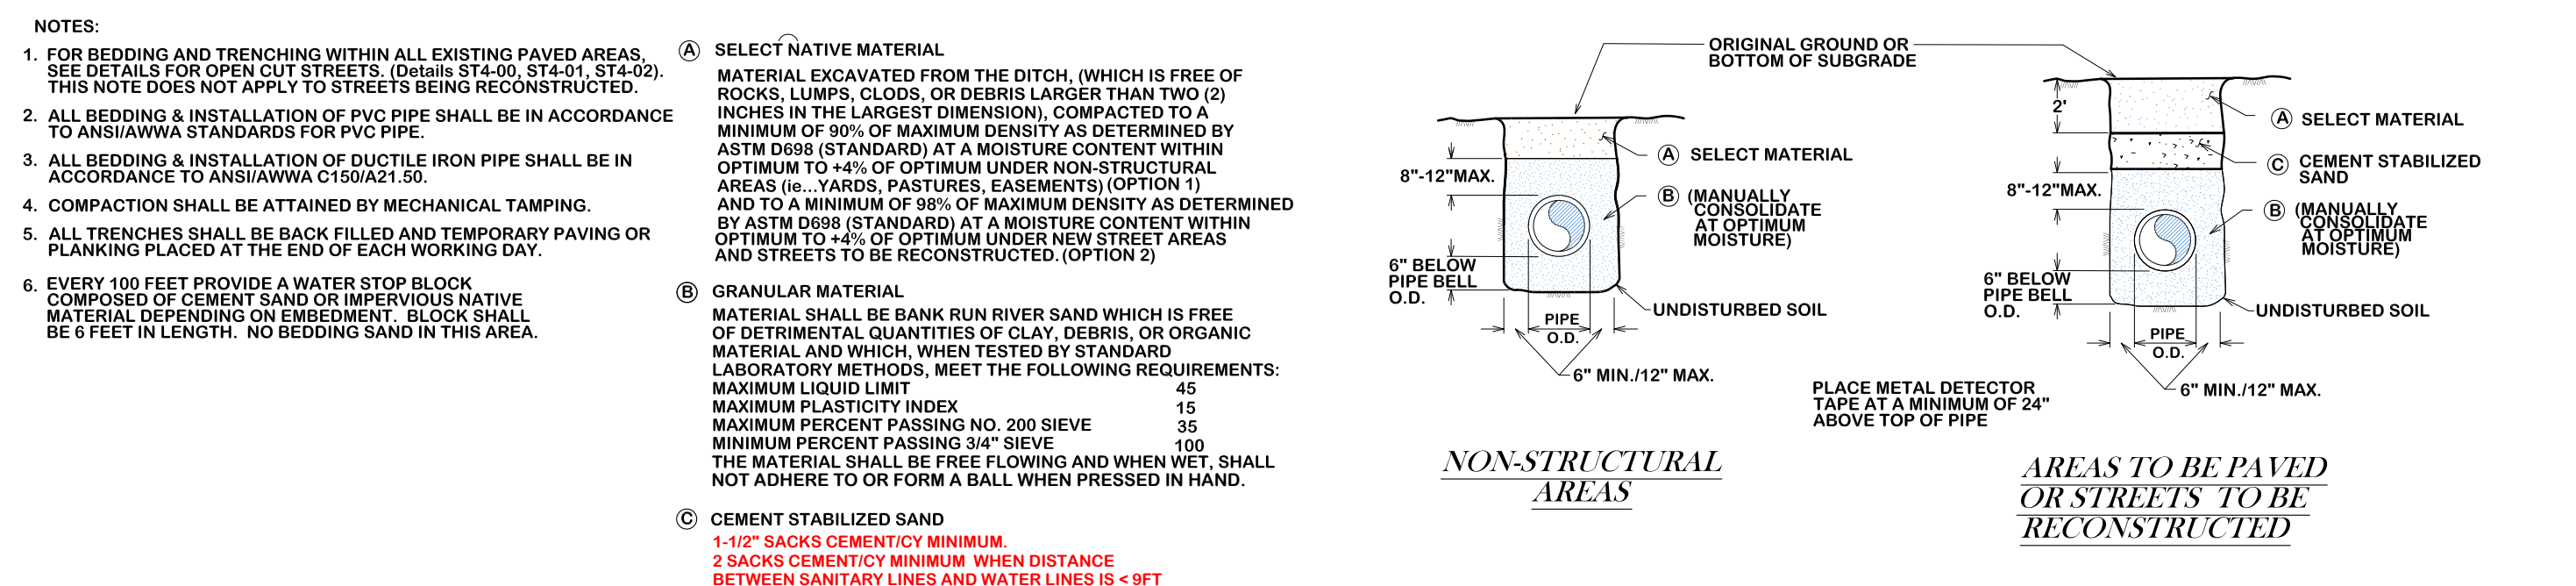 NOTES:
1. FOR BEDDING AND TRENCHING WITHIN ALL EXISTING PAVED AREAS,
SEE DETAILS FOR OPEN CUT STREETS. (Details ST4-00, ST4-01, ST4-02).
THIS NOTE DOES NOT APPLY TO STREETS BEING RECONSTRUCTED.
2. ALL BEDDING & INSTALLATION OF PVC PIPE SHALL BE IN ACCORDANCE
TO ANSI/AWWA STANDARDS FOR PVC PIPE.
3. ALL BEDDING & INSTALLATION OF DUCTILE IRON PIPE SHALL BE IN
ACCORDANCE TO ANSI/AWWA C150/A21.50.
4. COMPACTION SHALL BE ATTAINED BY MECHANICAL TAMPING.
5. ALL TRENCHES SHALL BE BACK FILLED AND TEMPORARY PAVING OR
PLANKING PLACED AT THE END OF EACH WORKING DAY.
6. EVERY 100 FEET PROVIDE A WATER STOP BLOCK
COMPOSED OF CEMENT SAND OR IMPERVIOUS NATIVE
MATERIAL DEPENDING ON EMBEDMENT. BLOCK SHALL
BE 6 FEET IN LENGTH. NO BEDDING SAND IN THIS AREA.
A SELECT NATIVE MATERIAL
MATERIAL EXCAVATED FROM THE DITCH, (WHICH IS FREE OF
ROCKS, LUMPS, CLODS, OR DEBRIS LARGER THAN TWO (2)
INCHES IN THE LARGEST DIMENSION), COMPACTED TO A
MINIMUM OF 90% OF MAXIMUM DENSITY AS DETERMINED BY
ASTM D698 (STANDARD) AT A MOISTURE CONTENT WITHIN
OPTIMUM TO +4% OF OPTIMUM UNDER NON-STRUCTURAL
AREAS (ie...YARDS, PASTURES, EASEMENTS) (OPTION 1)
AND TO A MINIMUM OF 98% OF MAXIMUM DENSITY AS DETERMINED
BY ASTM D698 (STANDARD) AT A MOISTURE CONTENT WITHIN
OPTIMUM TO +4% OF OPTIMUM UNDER NEW STREET AREAS
AND STREETS TO BE RECONSTRUCTED. (OPTION 2)
B GRANULAR MATERIAL
MATERIAL SHALL BE BANK RUN RIVER SAND WHICH IS FREE
OF DETRIMENTAL QUANTITIES OF CLAY, DEBRIS, OR ORGANIC
MATERIAL AND WHICH, WHEN TESTED BY STANDARD
LABORATORY METHODS, MEET THE FOLLOWING REQUIREMENTS:
MAXIMUM LIQUID LIMIT 45
MAXIMUM PLASTICITY INDEX 15
MAXIMUM PERCENT PASSING NO. 200 SIEVE 35
MINIMUM PERCENT PASSING 3/4" SIEVE 100
THE MATERIAL SHALL BE FREE FLOWING AND WHEN WET, SHALL
NOT ADHERE TO OR FORM A BALL WHEN PRESSED IN HAND.
C CEMENT STABILIZED SAND
1-1/2" SACKS CEMENT/CY MINIMUM.
2 SACKS CEMENT/CY MINIMUM WHEN DISTANCE
BETWEEN SANITARY LINES AND WATER LINES IS < 9FT
ORIGINAL GROUND OR
BOTTOM OF SUBGRADE
A SELECT MATERIAL
8"-12"MAX.
B (MANUALLY
CONSOLIDATE
AT OPTIMUM
MOISTURE)
6" BELOW
PIPE BELL
O.D.
UNDISTURBED SOIL
PIPE
O.D.
6" MIN./12" MAX.
NON-STRUCTURAL
AREAS
PLACE METAL DETECTOR
TAPE AT A MINIMUM OF 24"
ABOVE TOP OF PIPE
2'
A SELECT MATERIAL
C CEMENT STABILIZED
SAND
8"-12"MAX.
B (MANUALLY
CONSOLIDATE
AT OPTIMUM
MOISTURE)
6" BELOW
PIPE BELL
O.D.
UNDISTURBED SOIL
PIPE
O.D.
6" MIN./12" MAX.
AREAS TO BE PAVED
OR STREETS TO BE
RECONSTRUCTED